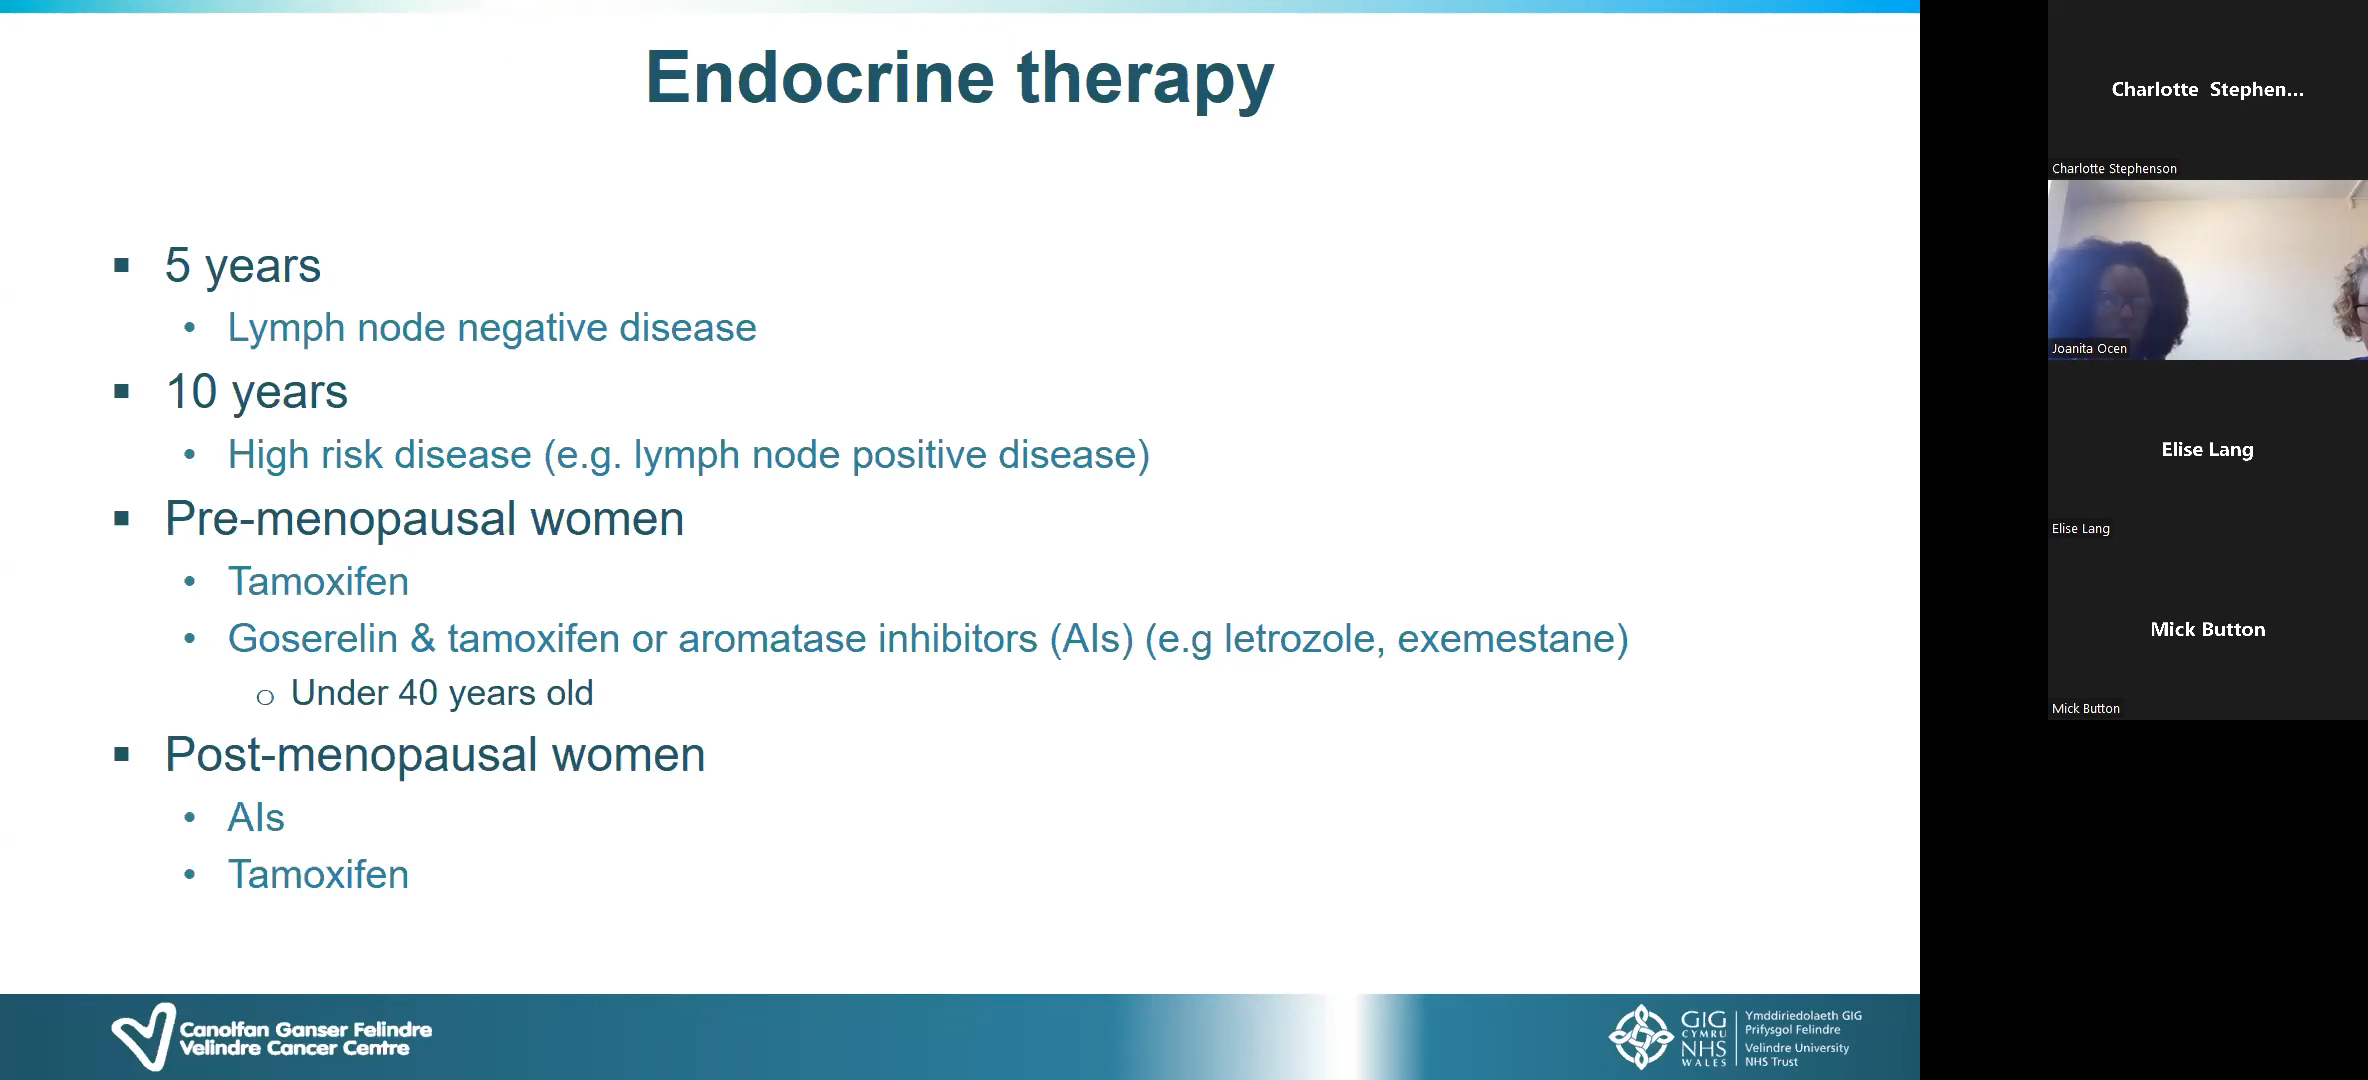 Endocrine therapy
5 years
Lymph node negative disease
10 years
High risk disease (e.g. lymph node positive disease)
Pre-menopausal women
Tamoxifen
Goserelin & tamoxifen or aromatase inhibitors (AIs) (e.g letrozole, exemestane)
Under 40 years old
Post-menopausal women
AIs
Tamoxifen
Canolfan Ganser Felindre
Velindre Cancer Centre
GIG
CYMRU
NHS
WALES
Ymddiriedolaeth GIG
Prifysgol Felindre
Velindre University
NHS Trust
Charlotte Stephen...
Charlotte Stephenson
Joanita Ocen
Elise Lang
Elise Lang
Mick Button
Mick Button